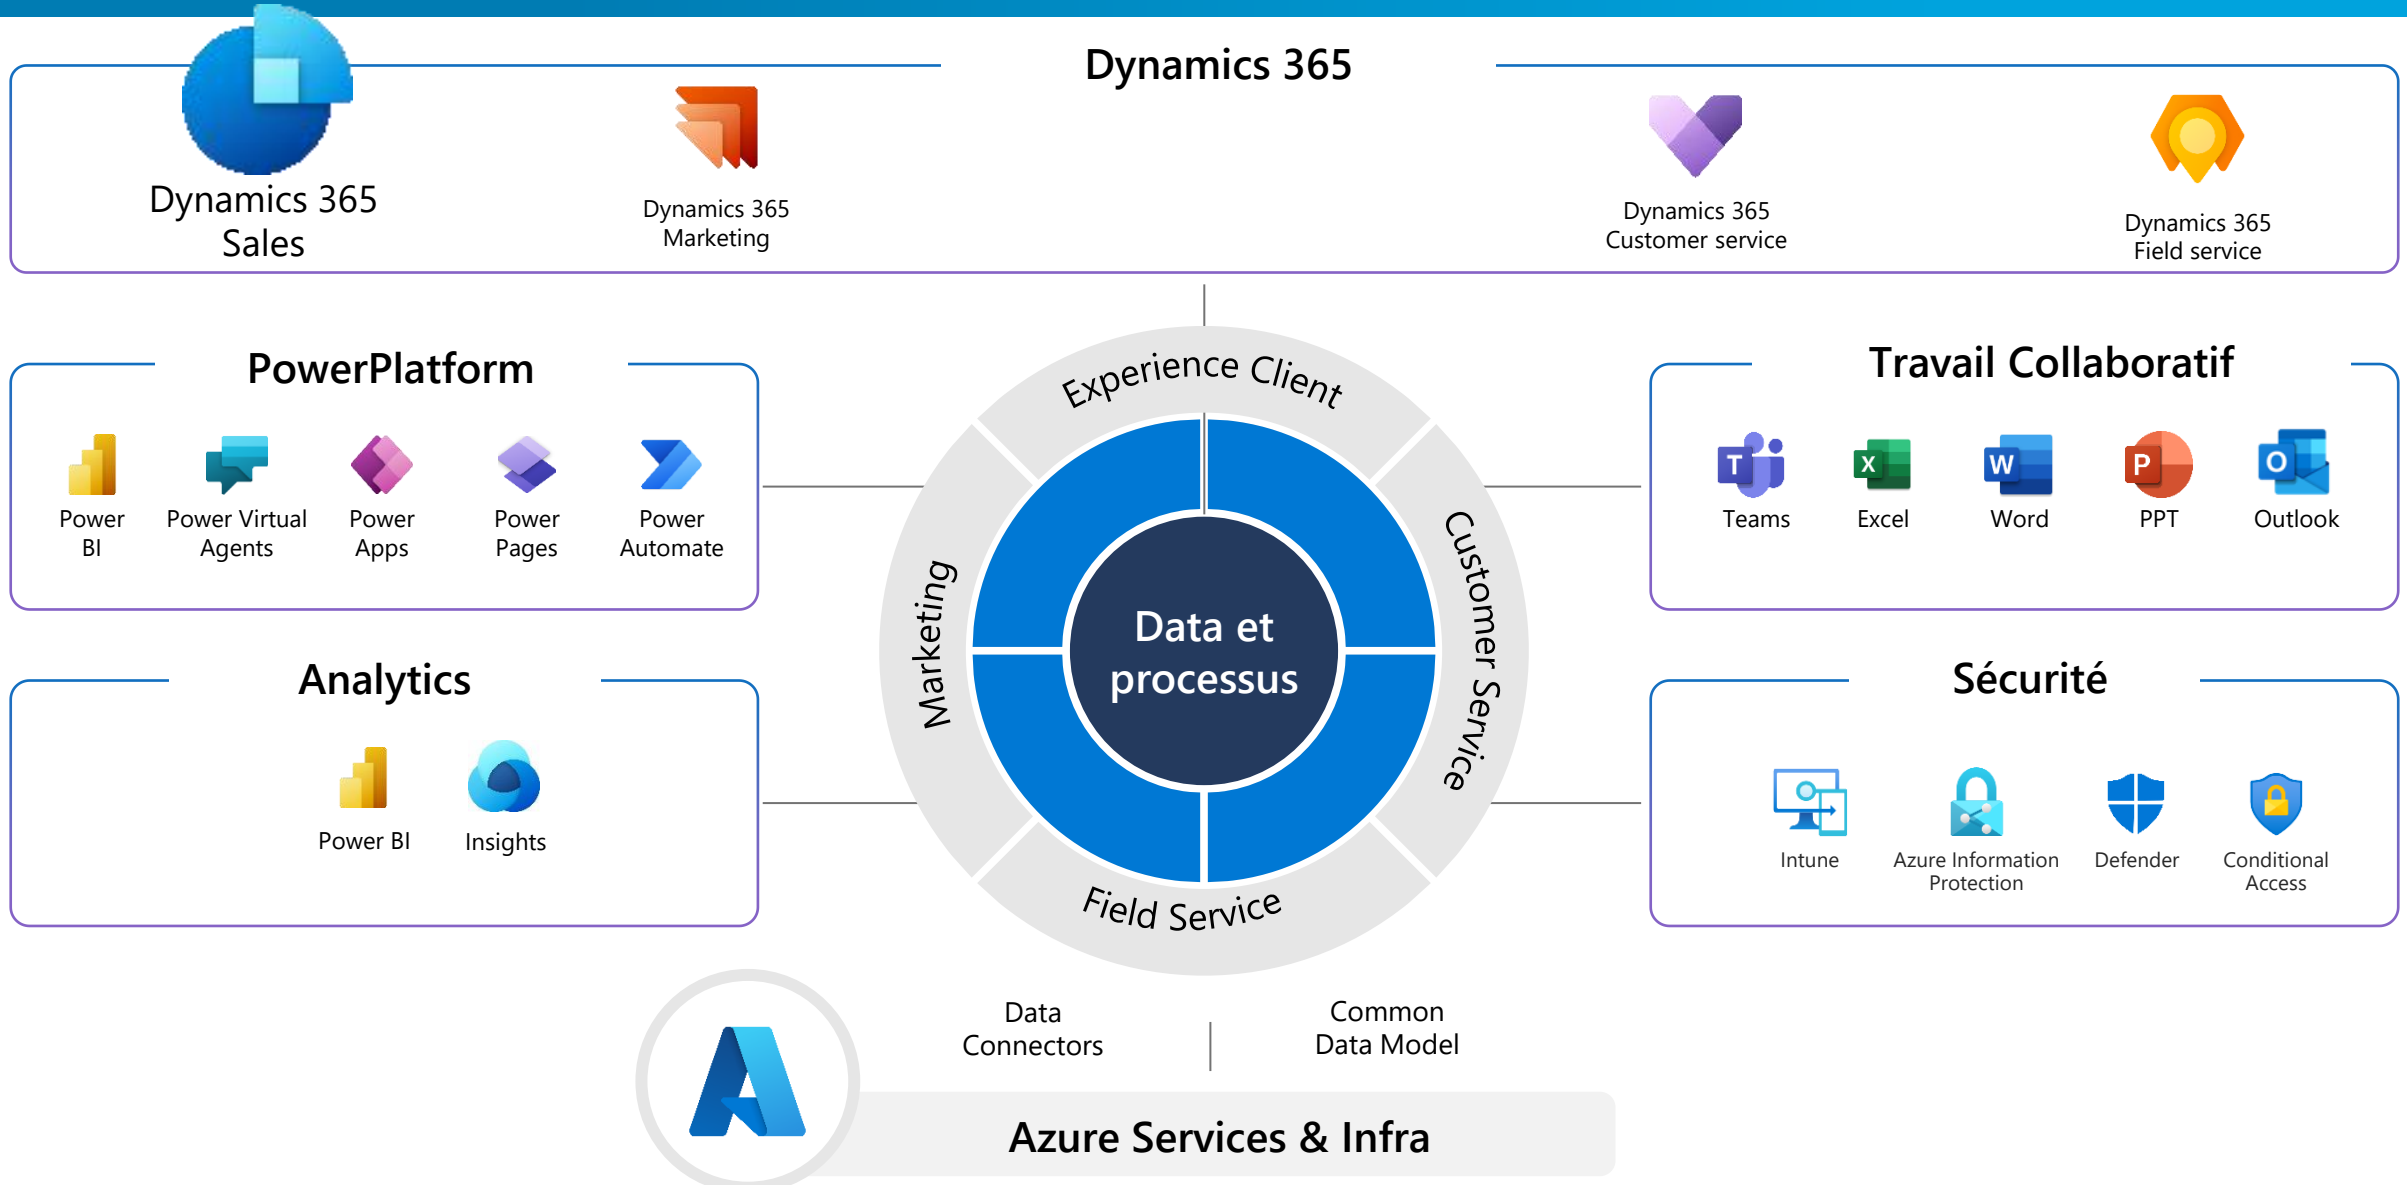 Dynamics 365
Dynamics 365
Sales
Dynamics 365
Marketing
Dynamics 365
Customer service
Dynamics 365
Field service
PowerPlatform
Power
BI
Power Virtual
Agents
Power
Apps
Power
Pages
Power
Automate
Experience Client
Marketing
Customer Service
Field Service
Data et
processus
Travail Collaboratif
T
Teams
X
Excel
W
Word
P
PPT
O
Outlook
Analytics
Power BI
Insights
Sécurité
Intune
Azure Information
Protection
Defender
Conditional
Access
Data
Connectors
Common
Data Model
Azure Services & Infra